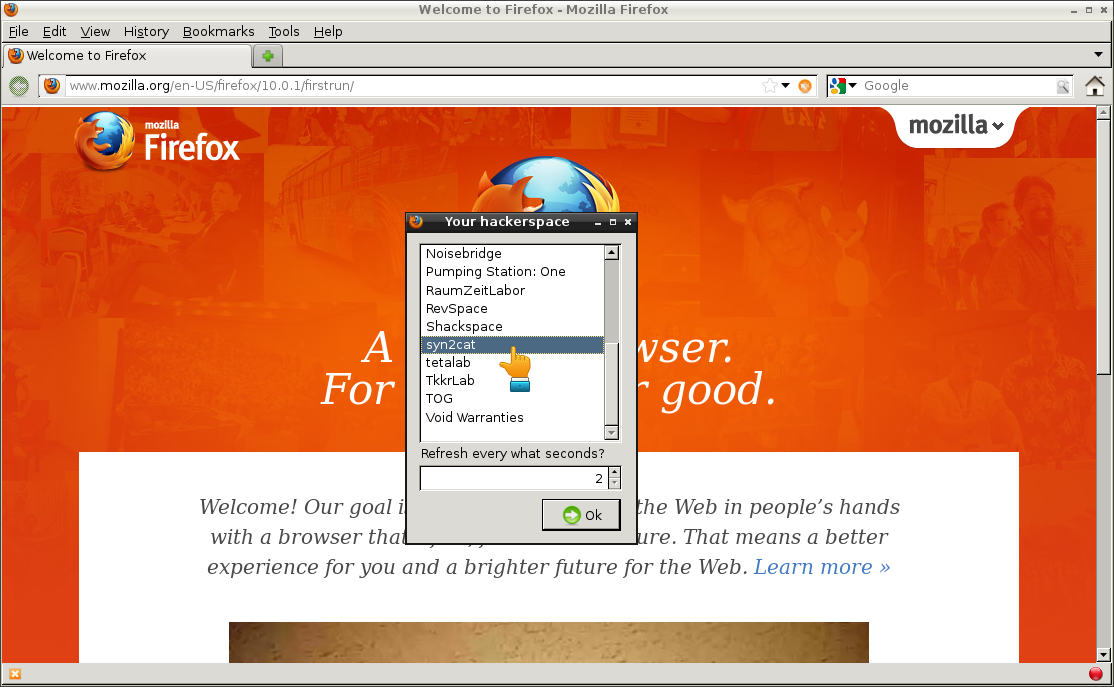 Welcome to Firefox - Mozilla Firefox
File Edit View History Bookmarks Tools Help
Welcome to Firefox
www.mozilla.org/en-US/firefox/10.0.1/firstrun/
Google
mozilla
Firefox
mozilla
Your hackerspace
Noisebridge
Pumping Station: One
RaumZeitLabor
RevSpace
Shackspace
syn2cat
tetalab
TkkrLab
TOG
Void Warranties
Refresh every what seconds?
2
Ok
A wser.
For r good.
Welcome! Our goal is the Web in people’s hands
with a browser that ure. That means a better
experience for you and a brighter future for the Web. Learn more »